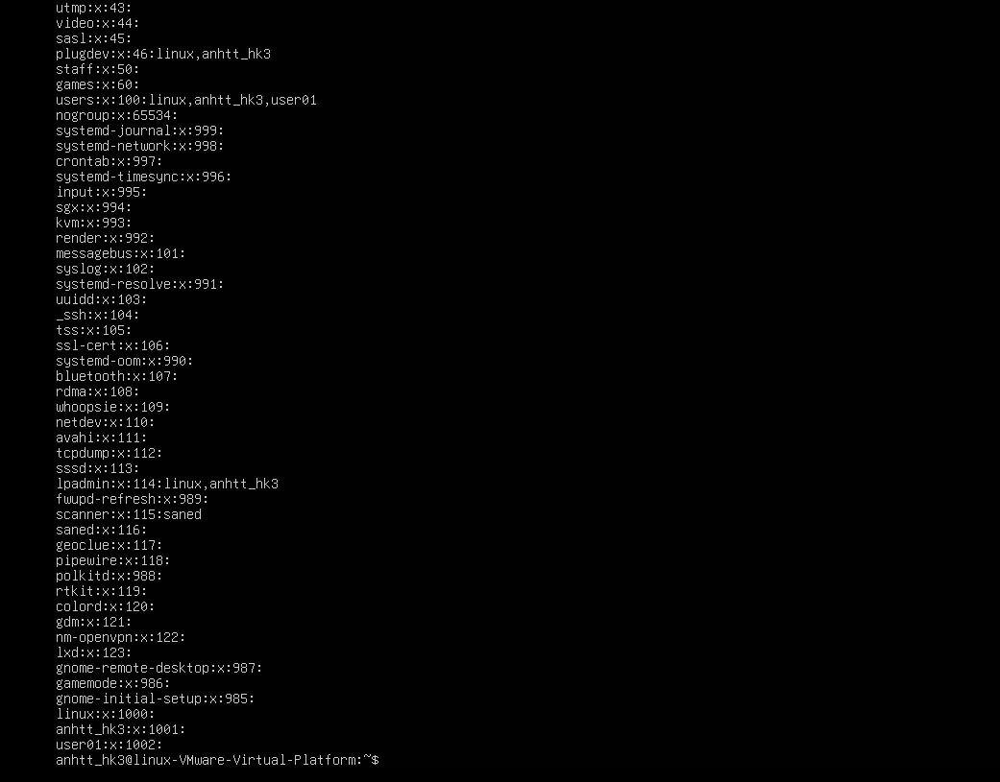 utmp:x:43:
video:x:44:
sasl:x:45:
plugdev:x:46:linux,anhtt_hk3
staff:x:50:
games:x:60:
users:x:100:linux,anhtt_hk3,user01
nogroup:x:65534:
systemd-journal:x:999:
systemd-network:x:998:
crontab:x:997:
systemd-timesync:x:996:
input:x:995:
sgx:x:994:
kvm:x:993:
render:x:992:
messagebus:x:101:
syslog:x:102:
systemd-resolve:x:991:
uuidd:x:103:
_ssh:x:104:
tss:x:105:
ssl-cert:x:106:
systemd-oom:x:990:
bluetooth:x:107:
rdma:x:108:
whoopsie:x:109:
netdev:x:110:
avahi:x:111:
tcpdump:x:112:
sssd:x:113:
lpadmin:x:114:linux,anhtt_hk3
fwupd-refresh:x:989:
scanner:x:115:saned
saned:x:116:
geoclue:x:117:
pipewire:x:118:
polkitd:x:988:
rtkit:x:119:
colord:x:120:
gdm:x:121:
nm-openvpn:x:122:
lxd:x:123:
gnome-remote-desktop:x:987:
gamemode:x:986:
gnome-initial-setup:x:985:
linux:x:1000:
anhtt_hk3:x:1001:
user01:x:1002:
anhtt_hk3@linux-VMware-Virtual-Platform:~$